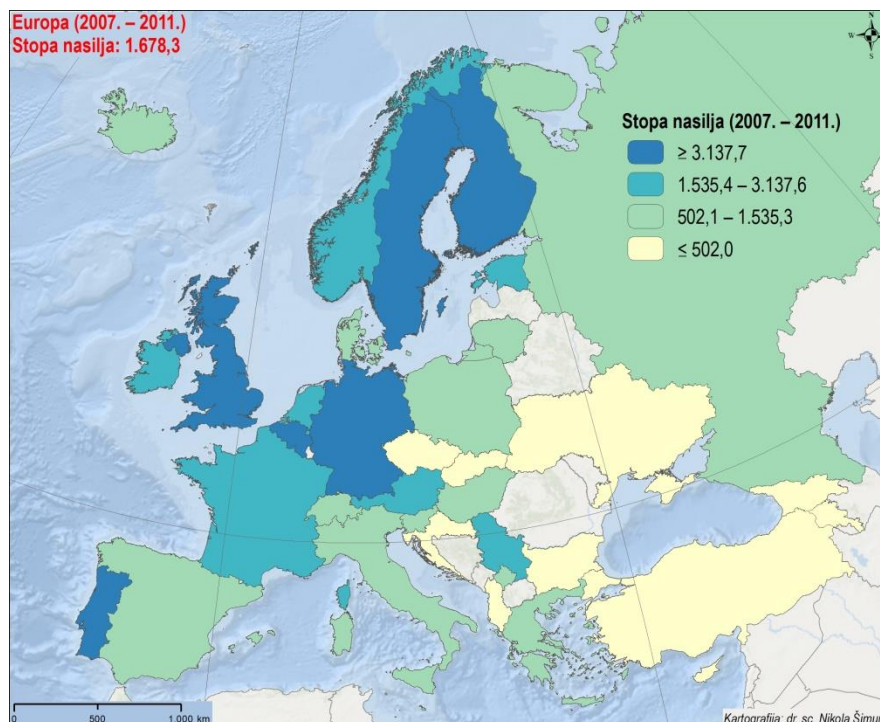 Europa (2007. – 2011.)
Stopa nasilja: 1.678,3
N
W
S
Stopa nasilja (2007. – 2011.)
≥ 3.137,7
1.535,4 – 3.137,6
502,1 – 1.535,3
≤ 502,0
0 500 1.000 km
Kartografija: dr. sc. Nikola Šimu